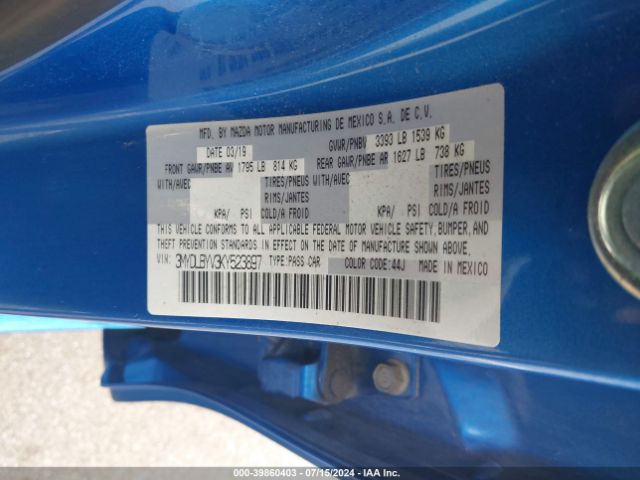 MFD. BY MAZDA MOTOR MANUFACTURING DE MEXICO S.A. DE C.V.
DATE 03/19 GVWR/PNBV 3393 LB 1539 KG
FRONT GAWR/PNBE AV 1795 LB 814 KG REAR GAWR/PNBE AR 1627 LB 738 KG
WITH/AVEC TIRES/PNEUS WITH/AVEC TIRES/PNEUS
RIMS/JANTES RIMS/JANTES
KPA/ PSI COLD/A FROID KPA/ PSI COLD/A FROID
THIS VEHICLE CONFORMS TO ALL APPLICABLE FEDERAL MOTOR VEHICLE SAFETY, BUMPER, AND
THEFT PREVENTION STANDARDS IN EFFECT ON THE DATE OF MANUFACTURE SHOWN ABOVE.
VIN: 3MYDLBYV3KY523897 TYPE:PASS CAR COLOR CODE:44J MADE IN MEXICO
000-39860403 - 07/15/2024 - IAA Inc.